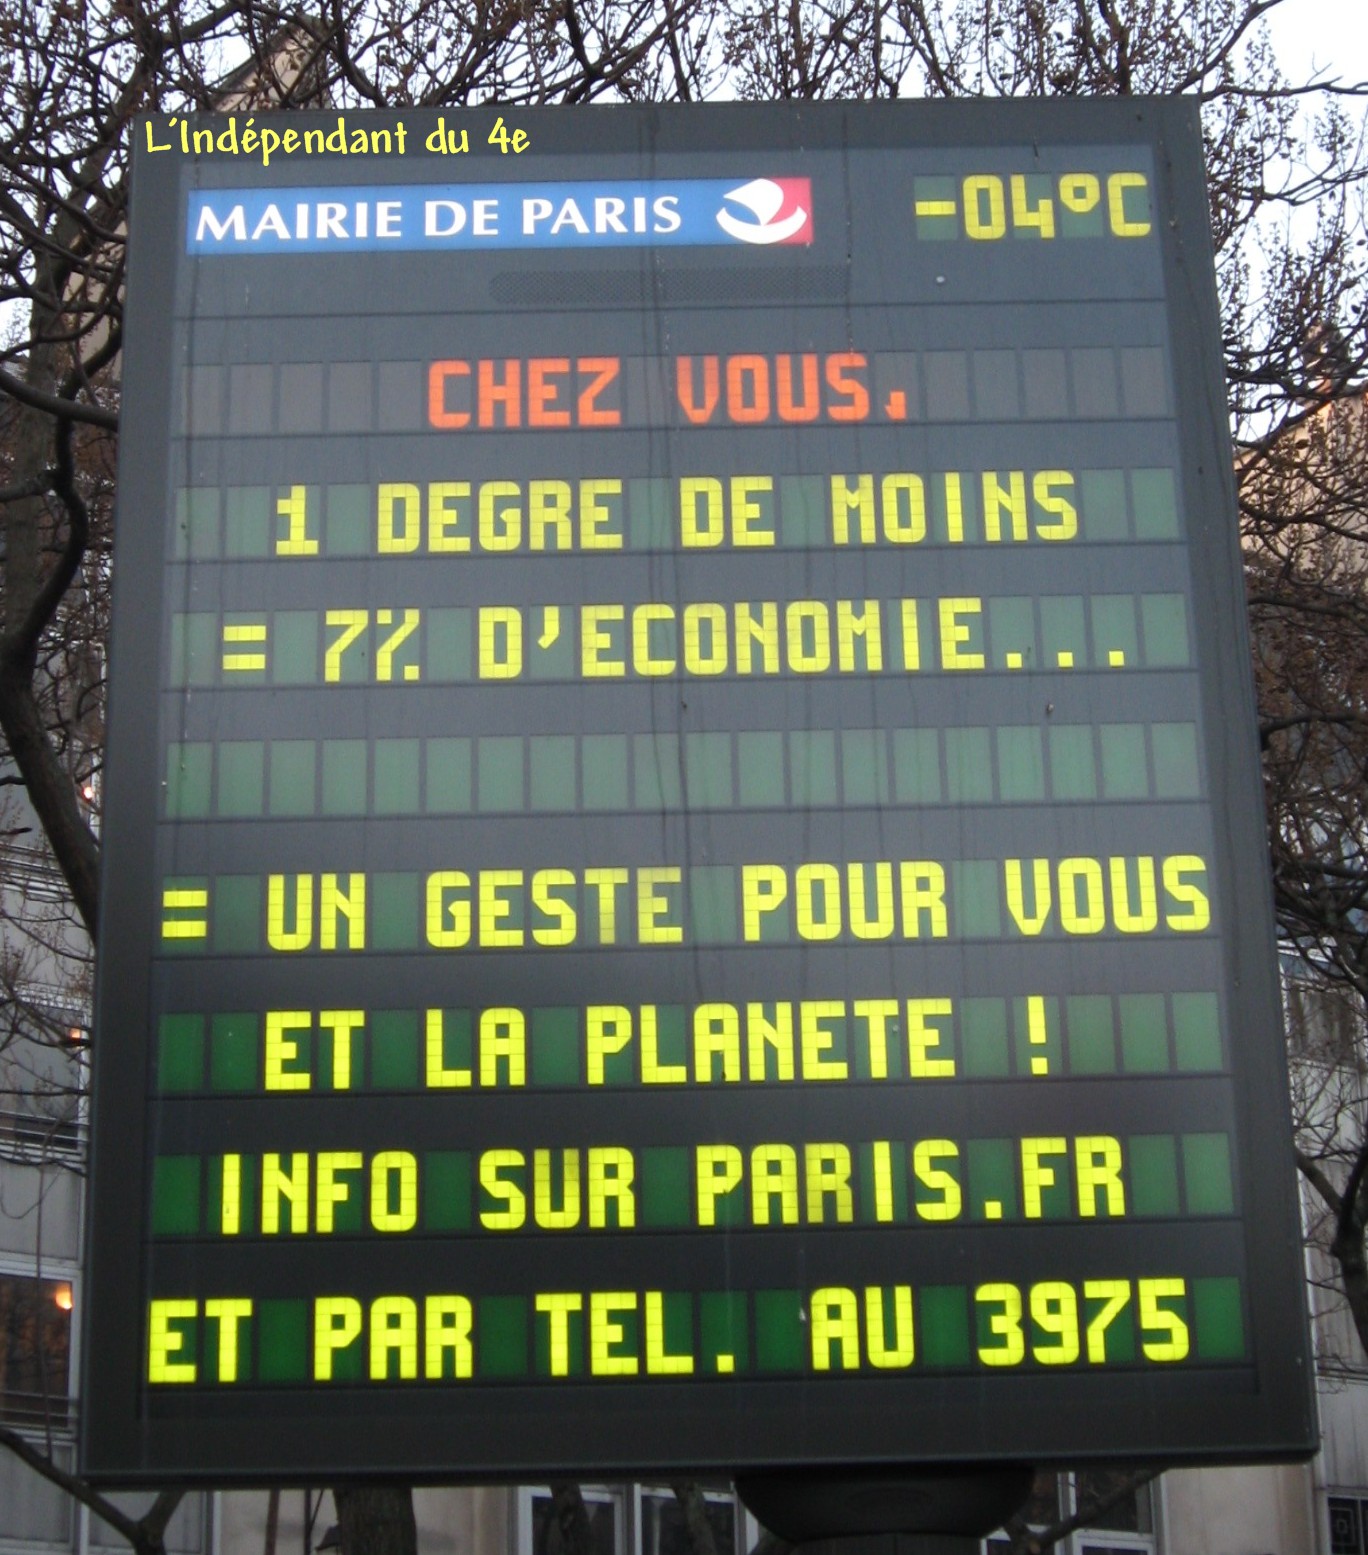 L'Indépendant du 4e
MAIRIE DE PARIS -04°C
CHEZ VOUS,
1 DEGRE DE MOINS
= 7% D'ECONOMIE...
= UN GESTE POUR VOUS
ET LA PLANETE !
INFO SUR PARIS.FR
ET PAR TEL. AU 3975